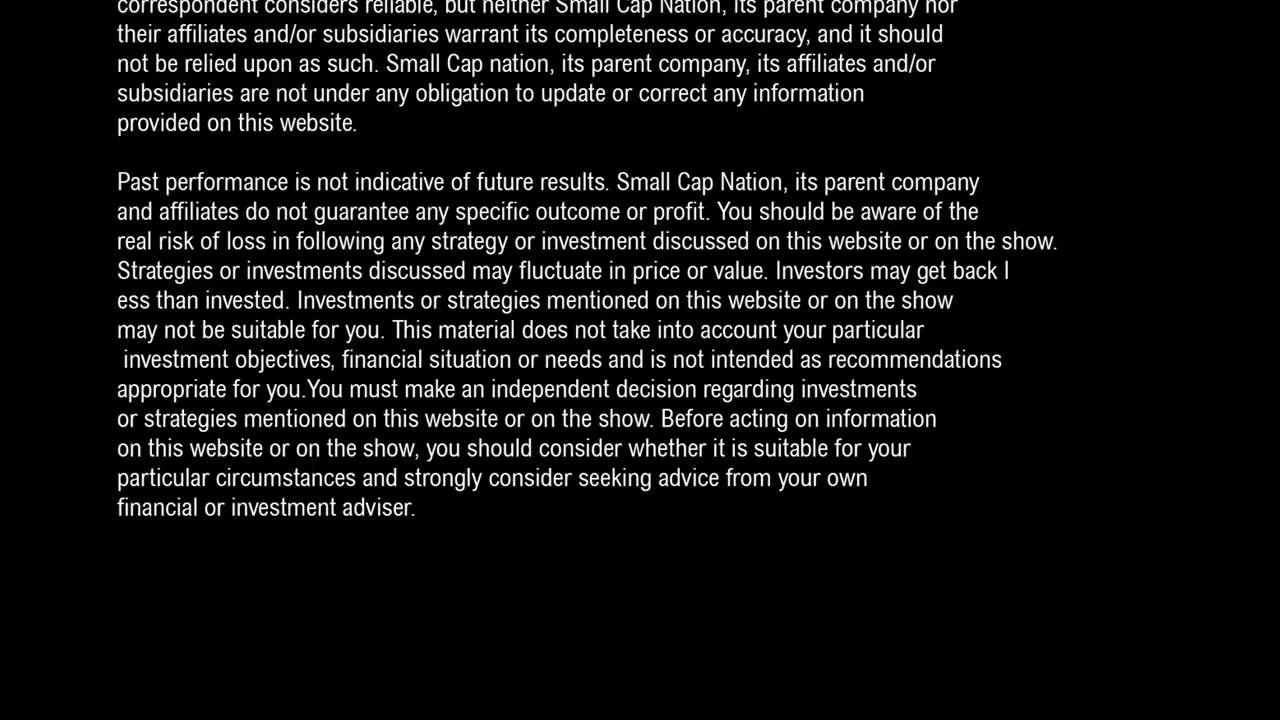 correspondent considers reliable, but neither Small Cap Nation, its parent company nor
their affiliates and/or subsidiaries warrant its completeness or accuracy, and it should
not be relied upon as such. Small Cap nation, its parent company, its affiliates and/or
subsidiaries are not under any obligation to update or correct any information
provided on this website.
Past performance is not indicative of future results. Small Cap Nation, its parent company
and affiliates do not guarantee any specific outcome or profit. You should be aware of the
real risk of loss in following any strategy or investment discussed on this website or on the show.
Strategies or investments discussed may fluctuate in price or value. Investors may get back l
ess than invested. Investments or strategies mentioned on this website or on the show
may not be suitable for you. This material does not take into account your particular
investment objectives, financial situation or needs and is not intended as recommendations
appropriate for you.You must make an independent decision regarding investments
or strategies mentioned on this website or on the show. Before acting on information
on this website or on the show, you should consider whether it is suitable for your
particular circumstances and strongly consider seeking advice from your own
financial or investment adviser.